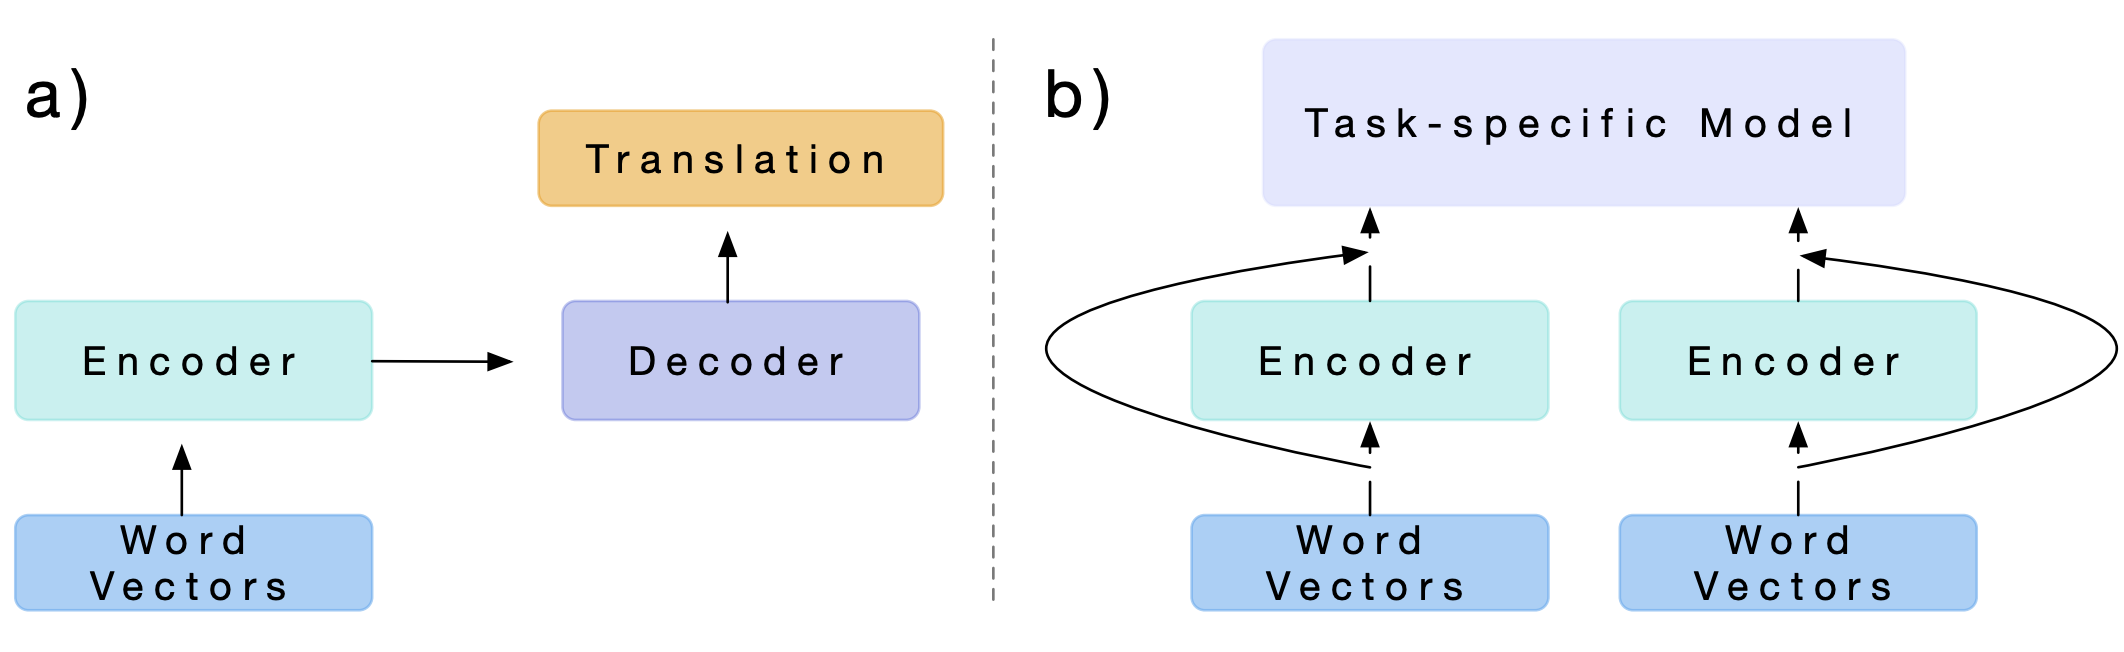 a)
Translation
Encoder
Decoder
Word
Vectors
b)
Task-specific Model
Encoder
Encoder
Word
Vectors
Word
Vectors